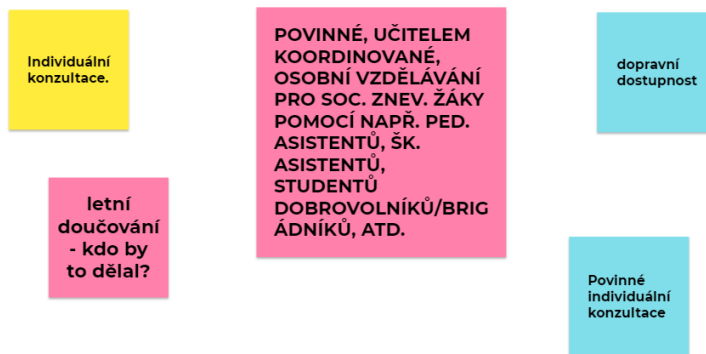 Individuální
konzultace.
POVINNÉ, UČITELEM
KOORDINOVANÉ,
OSOBNÍ VZDĚLÁVÁNÍ
PRO SOC. ZNEV. ŽÁKY
POMOCÍ NAPŘ. PED.
ASISTENTŮ, ŠK.
ASISTENTŮ,
STUDENTŮ
DOBROVOLNÍKŮ/BRIG
ÁDNÍKŮ, ATD.
dopravní
dostupnost
letní
doučování
- kdo by
to dělal?
Povinné
individuální
konzultace